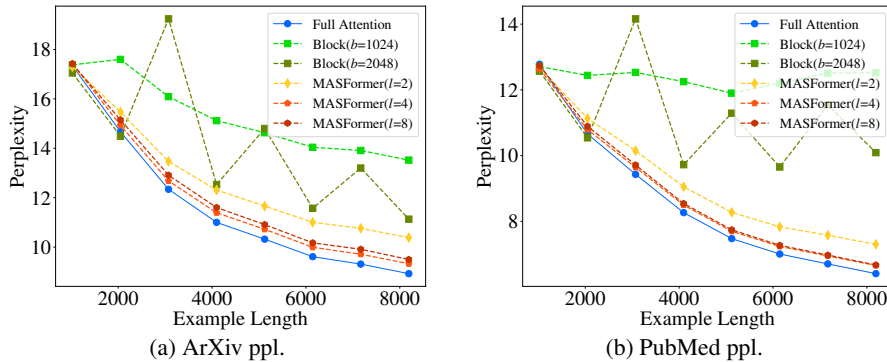 Full Attention
Block(b=1024)
Block(b=2048)
MASFormer(l=2)
MASFormer(l=4)
MASFormer(l=8)
18
16
14
12
10
Perplexity
2000 4000 6000 8000
Example Length
(a) ArXiv ppl.
Full Attention
Block(b=1024)
Block(b=2048)
MASFormer(l=2)
MASFormer(l=4)
MASFormer(l=8)
14
12
10
8
Perplexity
2000 4000 6000 8000
Example Length
(b) PubMed ppl.